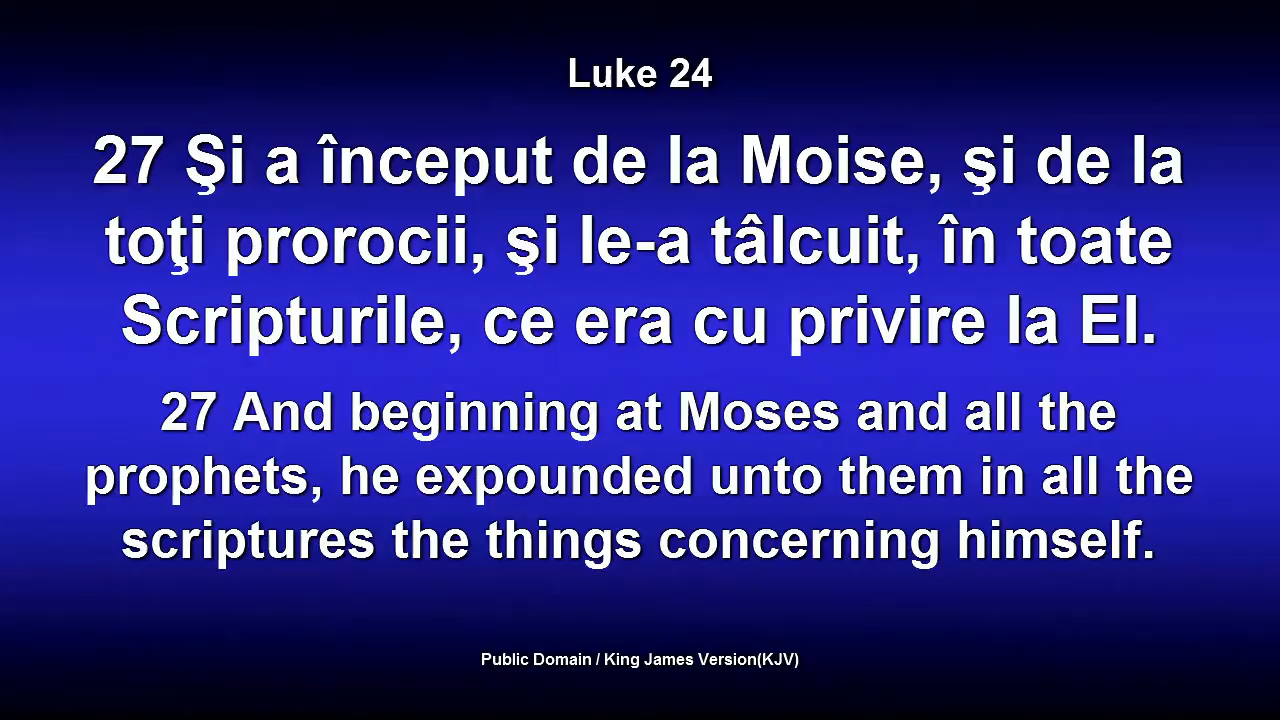 Luke 24
27 Şi a început de la Moise, şi de la
toţi prorocii, şi le-a tâlcuit, în toate
Scripturile, ce era cu privire la El.
27 And beginning at Moses and all the
prophets, he expounded unto them in all the
scriptures the things concerning himself.
Public Domain / King James Version(KJV)